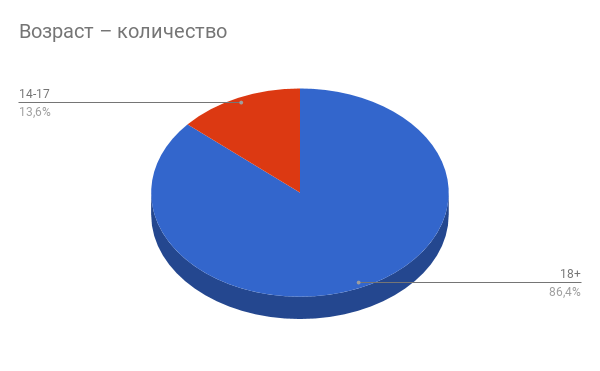 Возраст – количество
14-17
13,6%
18+
86,4%